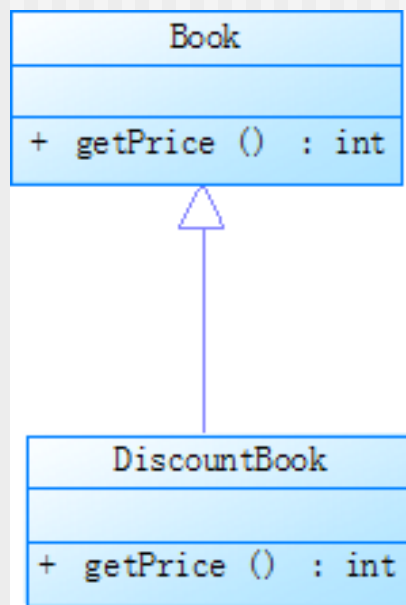 Book
+ getPrice () : int
DiscountBook
+ getPrice () : int